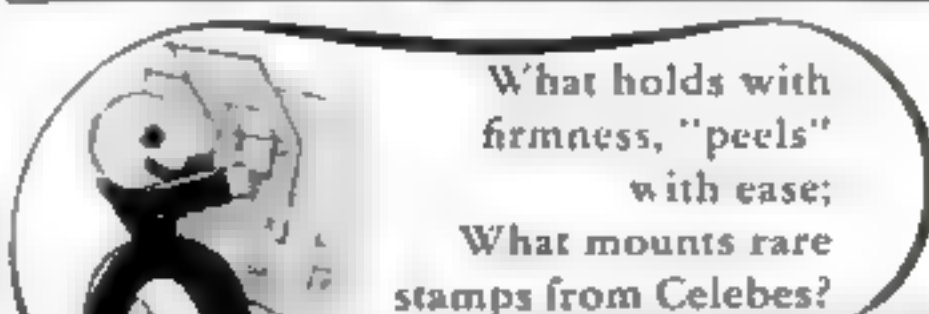 What holds with
firmness, "peels"
with ease;
What mounts rare
stamps from Celebes?